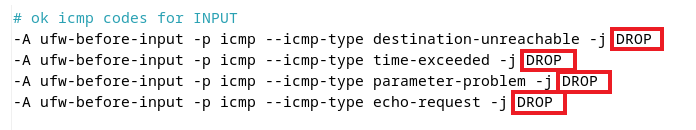 # ok icmp codes for INPUT
-A ufw-before-input -p icmp --icmp-type destination-unreachable -j DROP
-A ufw-before-input -p icmp --icmp-type time-exceeded -j DROP
-A ufw-before-input -p icmp --icmp-type parameter-problem -j DROP
-A ufw-before-input -p icmp --icmp-type echo-request -j DROP